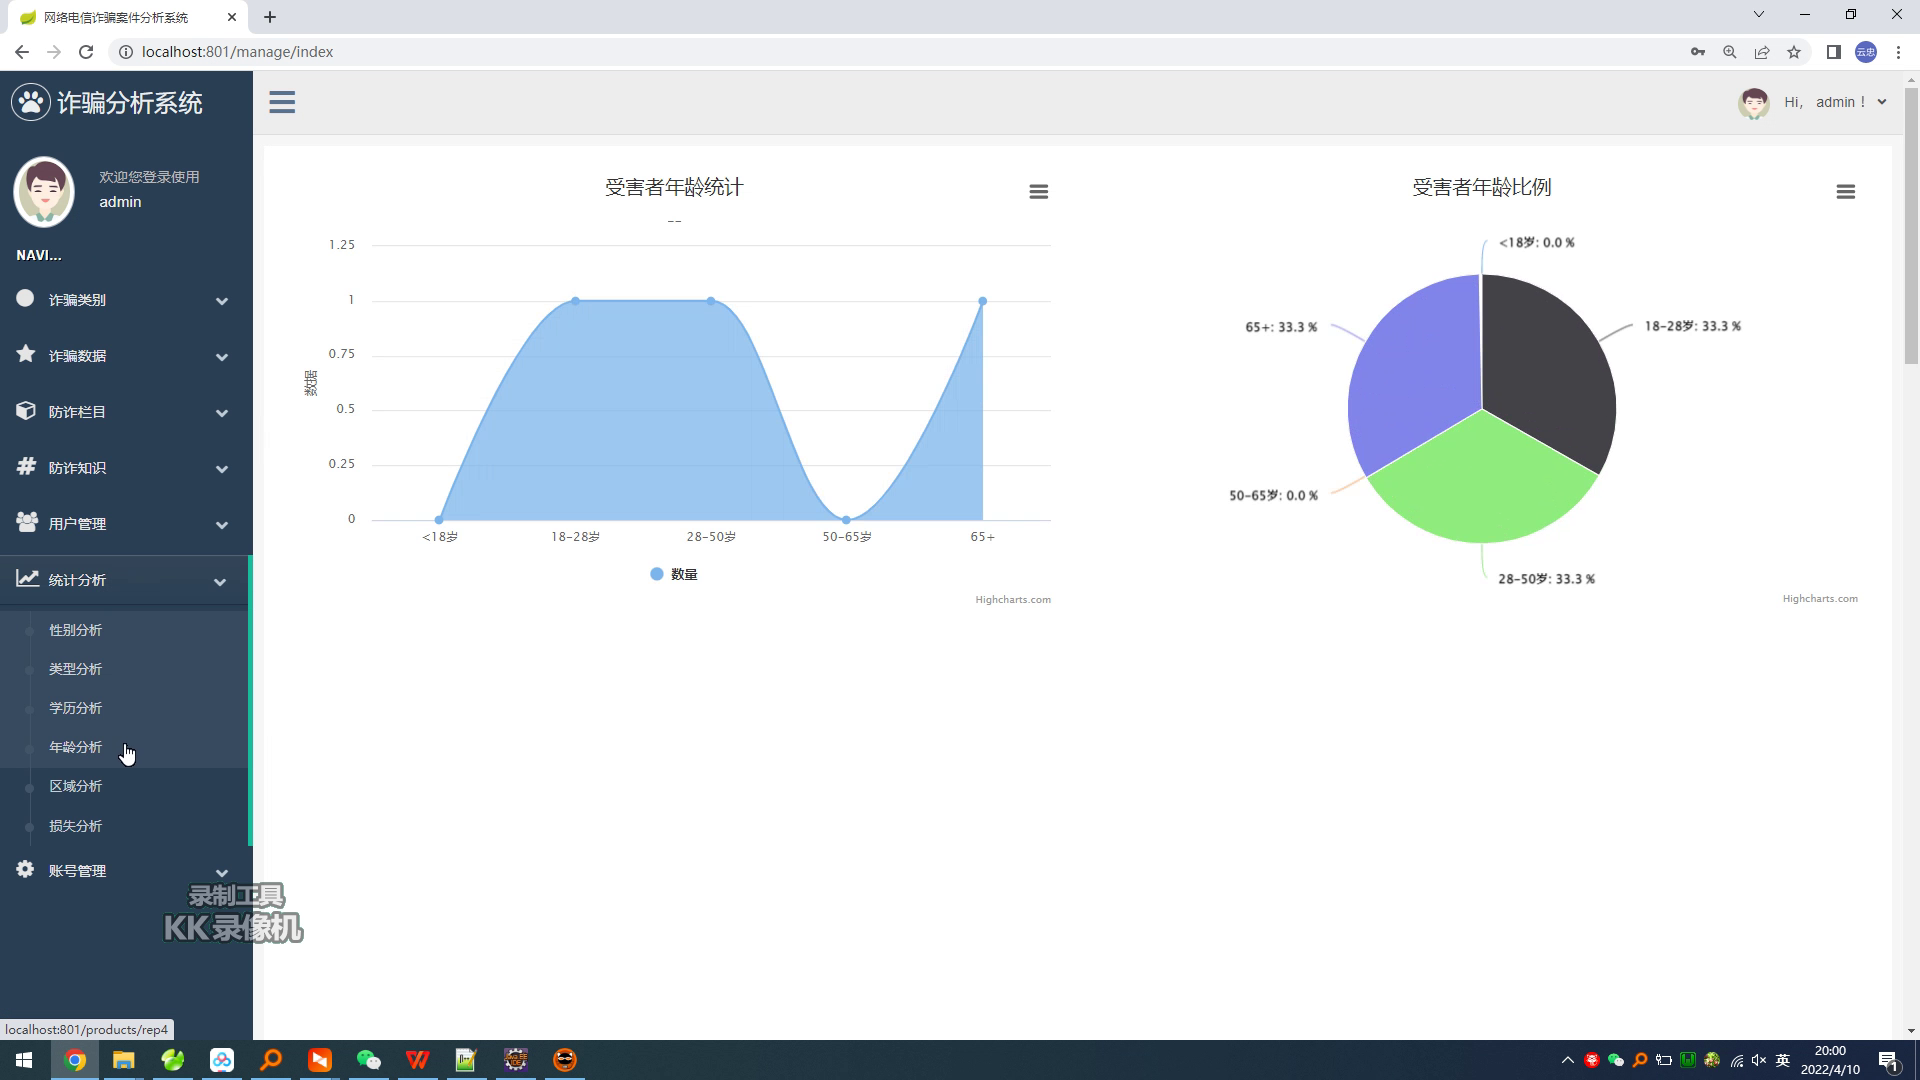 网络电信诈骗案件分析系统
localhost:801/manage/index
云忠
诈骗分析系统
Hi, admin !
欢迎您登录使用
admin
NAVI...
诈骗类别
诈骗数据
防诈栏目
防诈知识
用户管理
统计分析
性别分析
类型分析
学历分析
年龄分析
区域分析
损失分析
账号管理
受害者年龄统计
--
1.25
1
0.75
0.5
0.25
0
数据
<18岁 18-28岁 28-50岁 50-65岁 65+
数量
Highcharts.com
受害者年龄比例
<18岁: 0.0 %
65+: 33.3 %
18-28岁: 33.3 %
50-65岁: 0.0 %
28-50岁: 33.3 %
Highcharts.com
录制工具
KK 录像机
localhost:801/products/rep4
英
20:00
2022/4/10
1